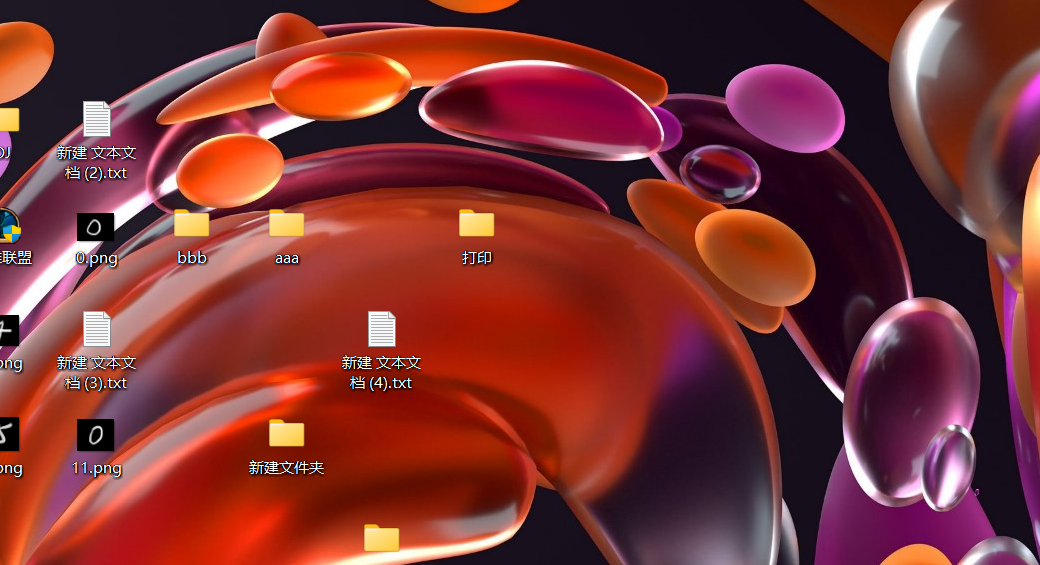 新建 文本文
档 (2).txt
0.png
bbb
aaa
打印
新建 文本文
档 (3).txt
新建 文本文
档 (4).txt
11.png
新建文件夹
联盟
png
png